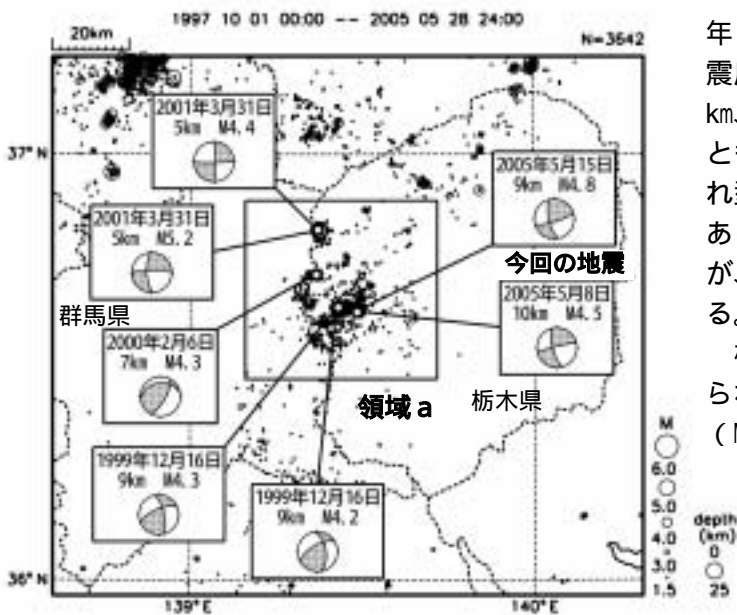 1997 10 01 00:00 -- 2005 05 28 24:00
20km
N=3642
37° N
2001年3月31日
5km M4.4
2005年5月15日
9km M4.8
今回の地震
2001年3月31日
5km M5.2
群馬県
2005年5月8日
10km M4.5
2000年2月6日
7km M4.3
領域a
栃木県
1999年12月16日
9km M4.3
1999年12月16日
9km M4.2
36° N
139° E
140° E
M
6.0
5.0
4.0
3.0
1.5
depth
(km)
0
25
年
震
km、
と
れ
あ
が、
る。
ら
（M